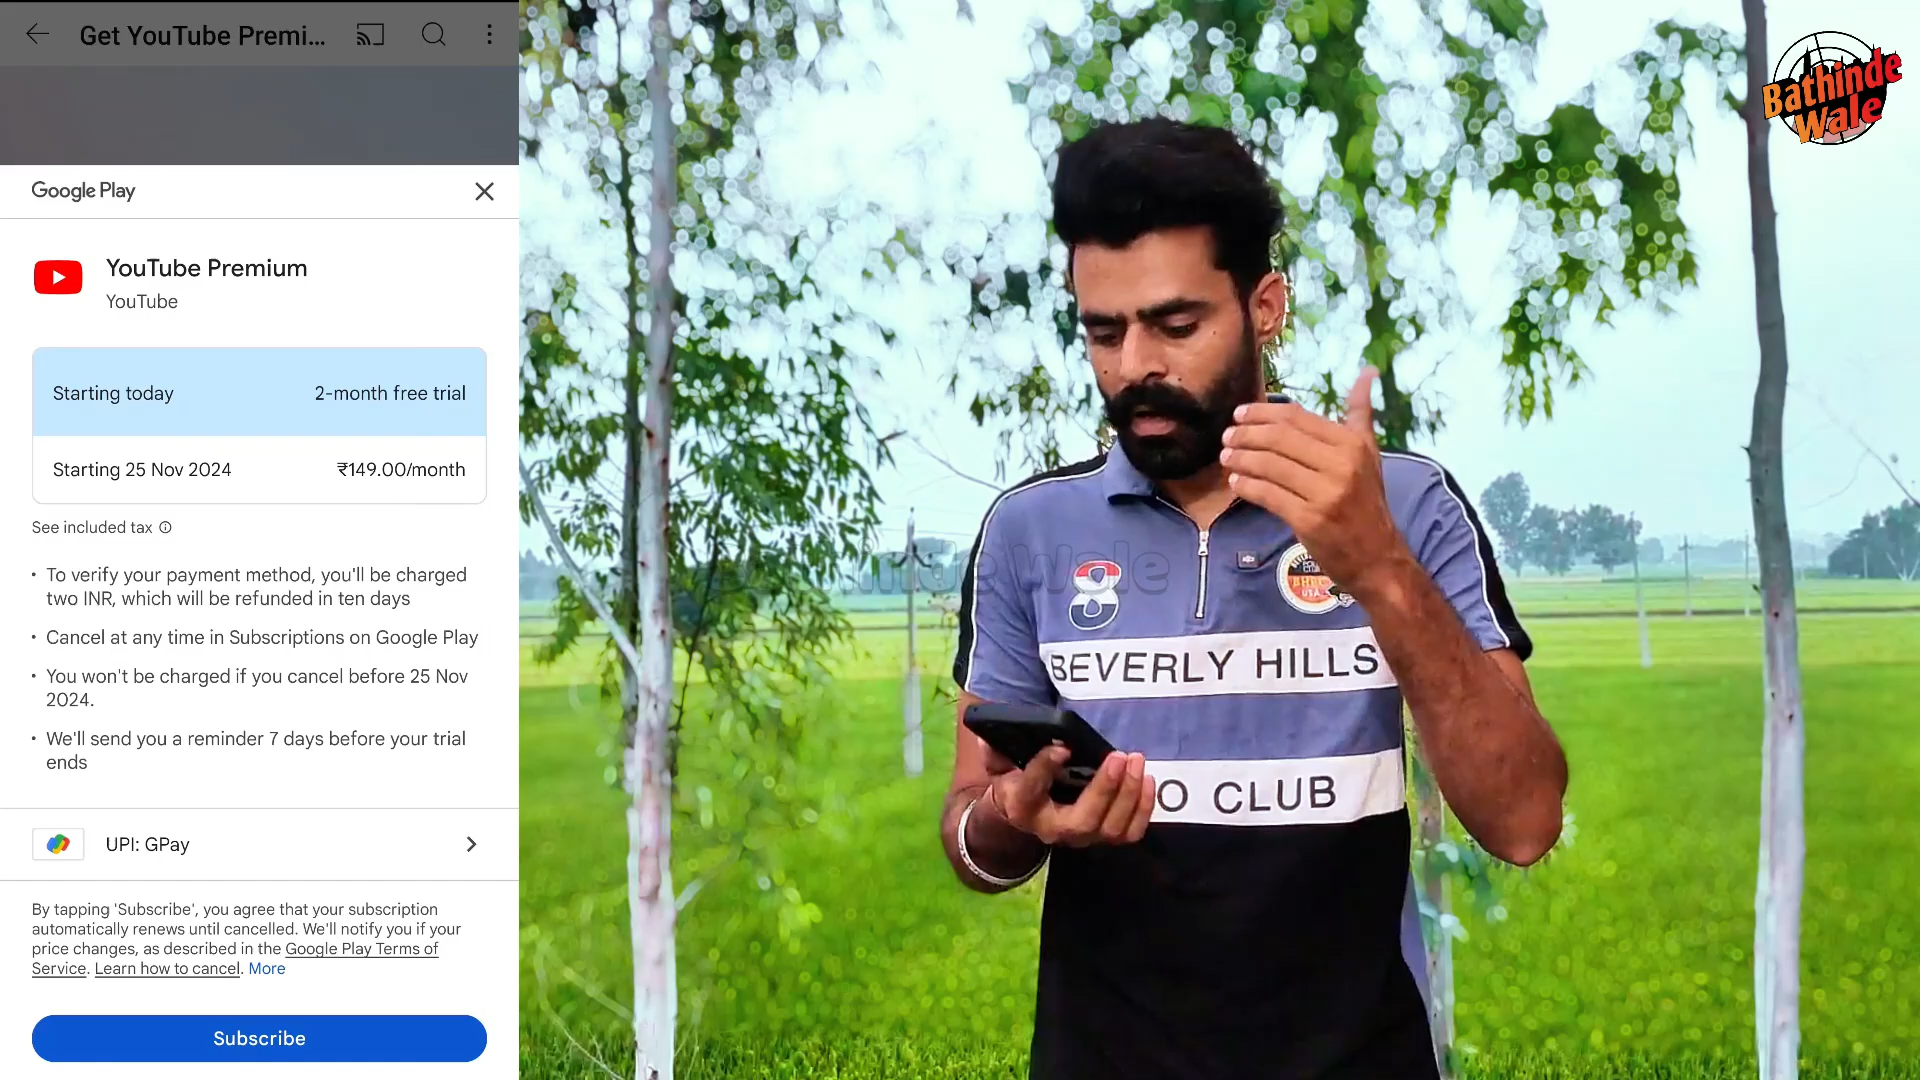 Get YouTube Premi...
Google Play
YouTube Premium
YouTube
Starting today 2-month free trial
Starting 25 Nov 2024 ₹149.00/month
See included tax
• To verify your payment method, you'll be charged
two INR, which will be refunded in ten days
• Cancel at any time in Subscriptions on Google Play
• You won't be charged if you cancel before 25 Nov
2024.
• We'll send you a reminder 7 days before your trial
ends
UPI: GPay
By tapping 'Subscribe', you agree that your subscription
automatically renews until cancelled. We'll notify you if your
price changes, as described in the Google Play Terms of
Service. Learn how to cancel. More
Subscribe
Bathinde
Wale
8
BHPC
USA
BEVERLY HILLS
O CLUB